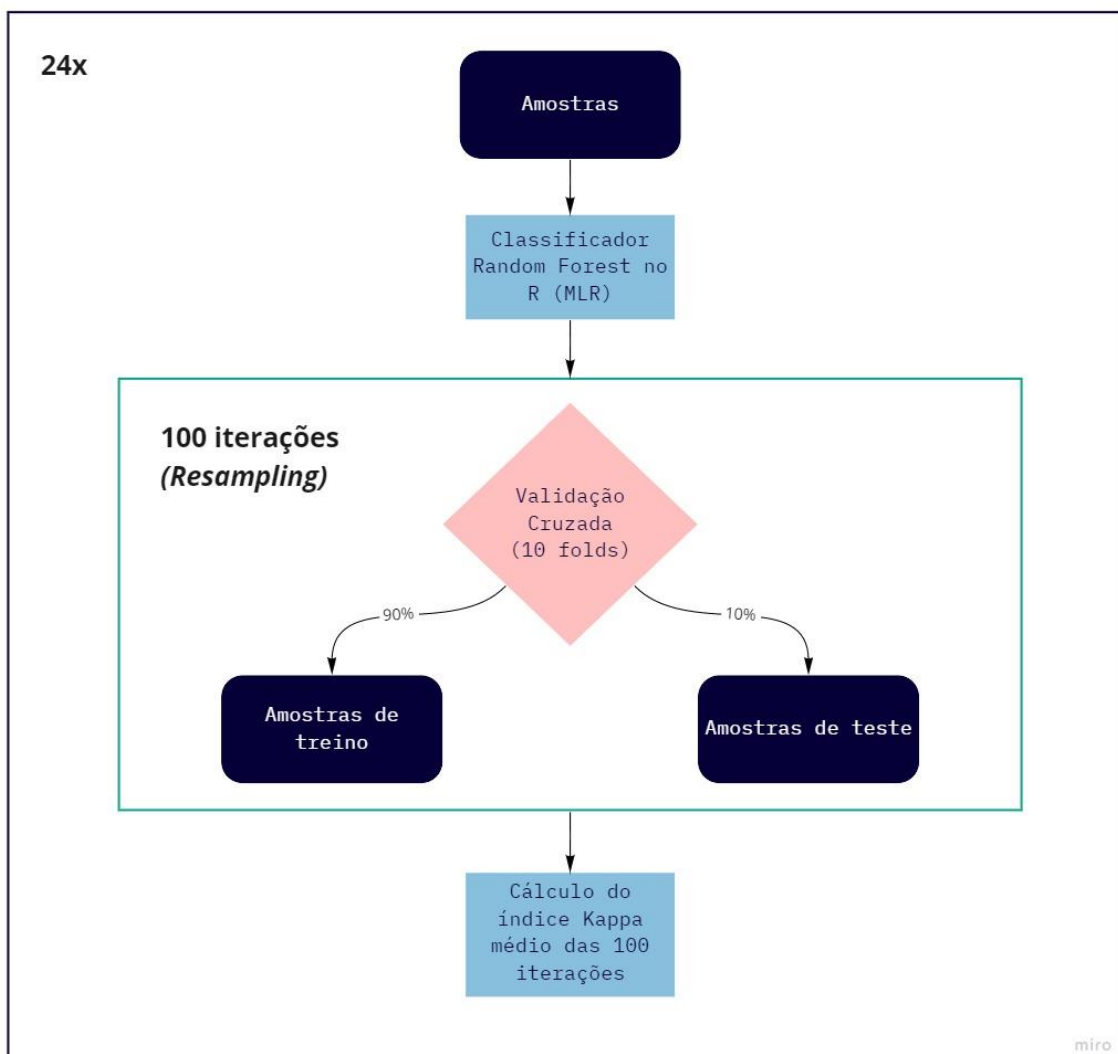 24x
Amostras
Classificador
Random Forest no
R (MLR)
100 iterações
(Resampling)
Validação
Cruzada
(10 folds)
90%
10%
Amostras de
treino
Amostras de teste
Cálculo do
índice Kappa
médio das 100
iterações
miro